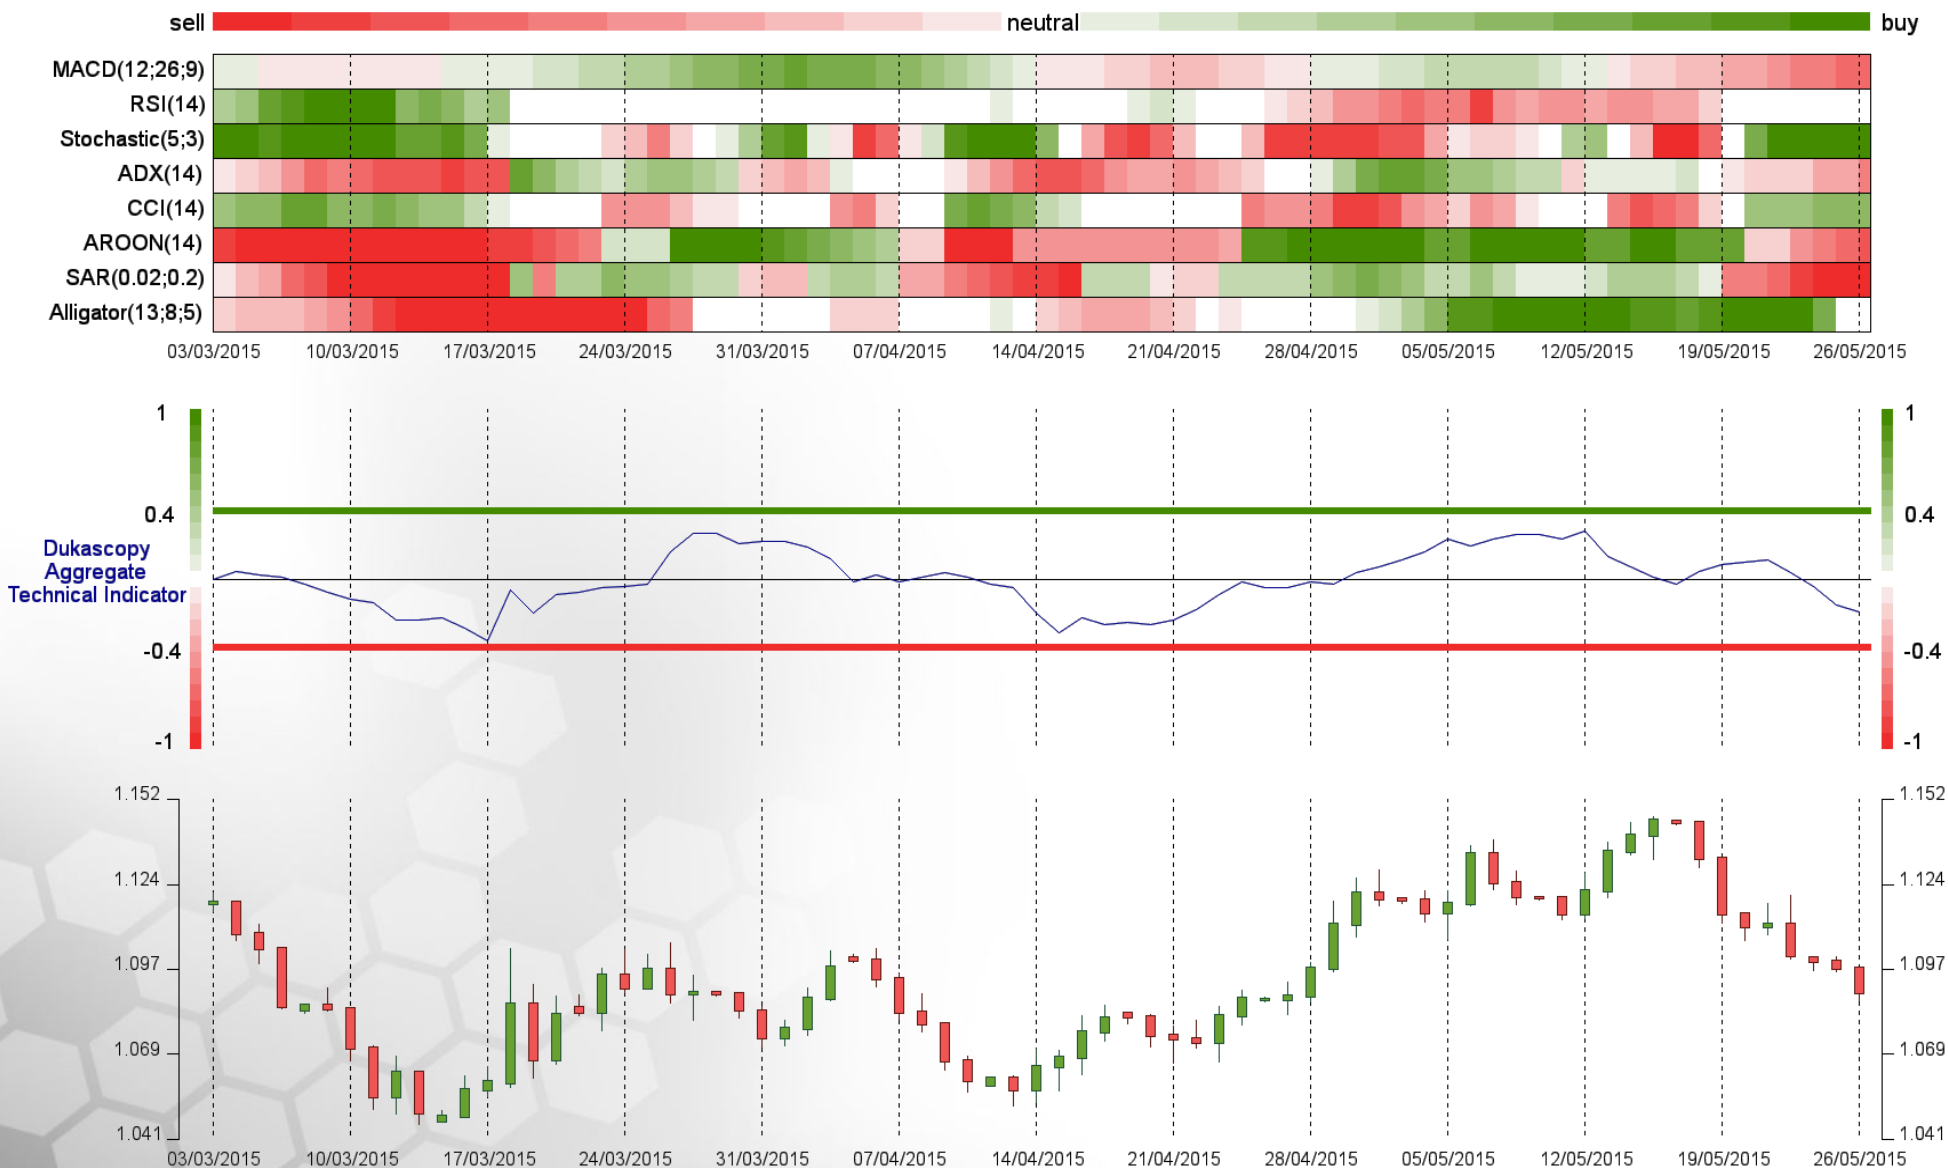 sell neutral buy
MACD(12;26;9)
RSI(14)
Stochastic(5;3)
ADX(14)
CCI(14)
AROON(14)
SAR(0.02;0.2)
Alligator(13;8;5)
03/03/2015 10/03/2015 17/03/2015 24/03/2015 31/03/2015 07/04/2015 14/04/2015 21/04/2015 28/04/2015 05/05/2015 12/05/2015 19/05/2015 26/05/2015
1 1
0.4 0.4
Dukascopy
Aggregate
Technical Indicator
-0.4 -0.4
-1 -1
1.152 1.152
1.124 1.124
1.097 1.097
1.069 1.069
1.041 1.041
03/03/2015 10/03/2015 17/03/2015 24/03/2015 31/03/2015 07/04/2015 14/04/2015 21/04/2015 28/04/2015 05/05/2015 12/05/2015 19/05/2015 26/05/2015